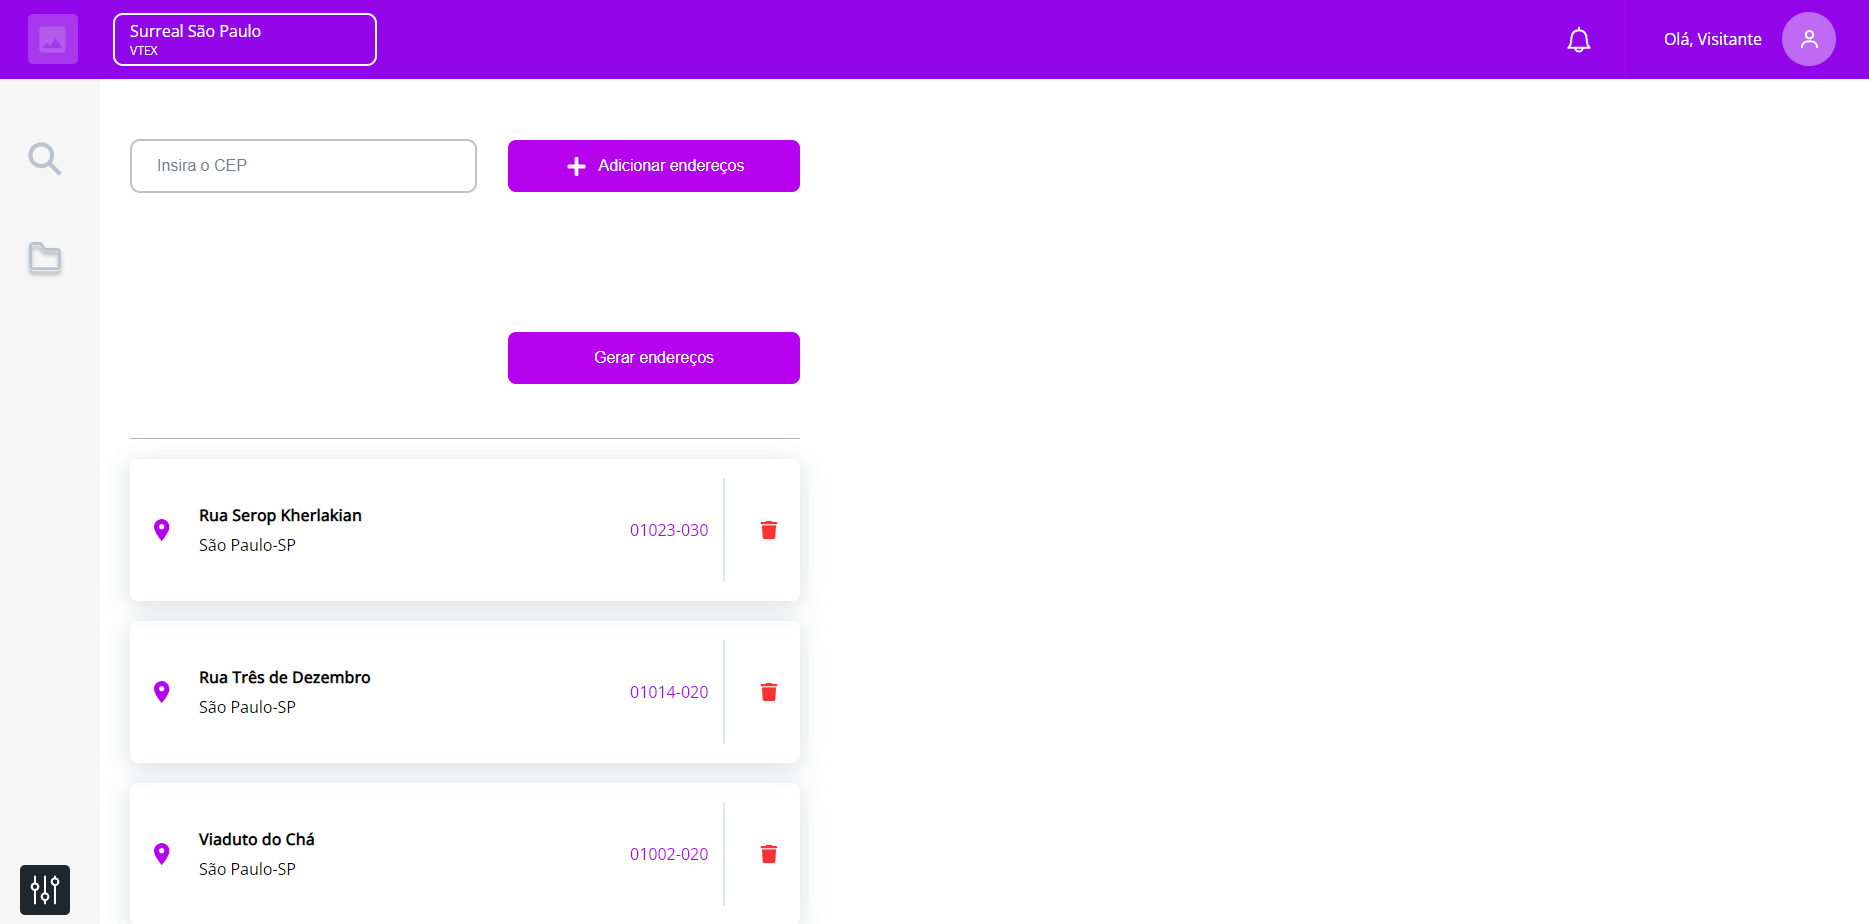 Surreal São Paulo
VTEX
Olá, Visitante
Insira o CEP
Adicionar endereços
Gerar endereços
Rua Serop Kherlakian
São Paulo-SP
01023-030
Rua Três de Dezembro
São Paulo-SP
01014-020
Viaduto do Chá
São Paulo-SP
01002-020